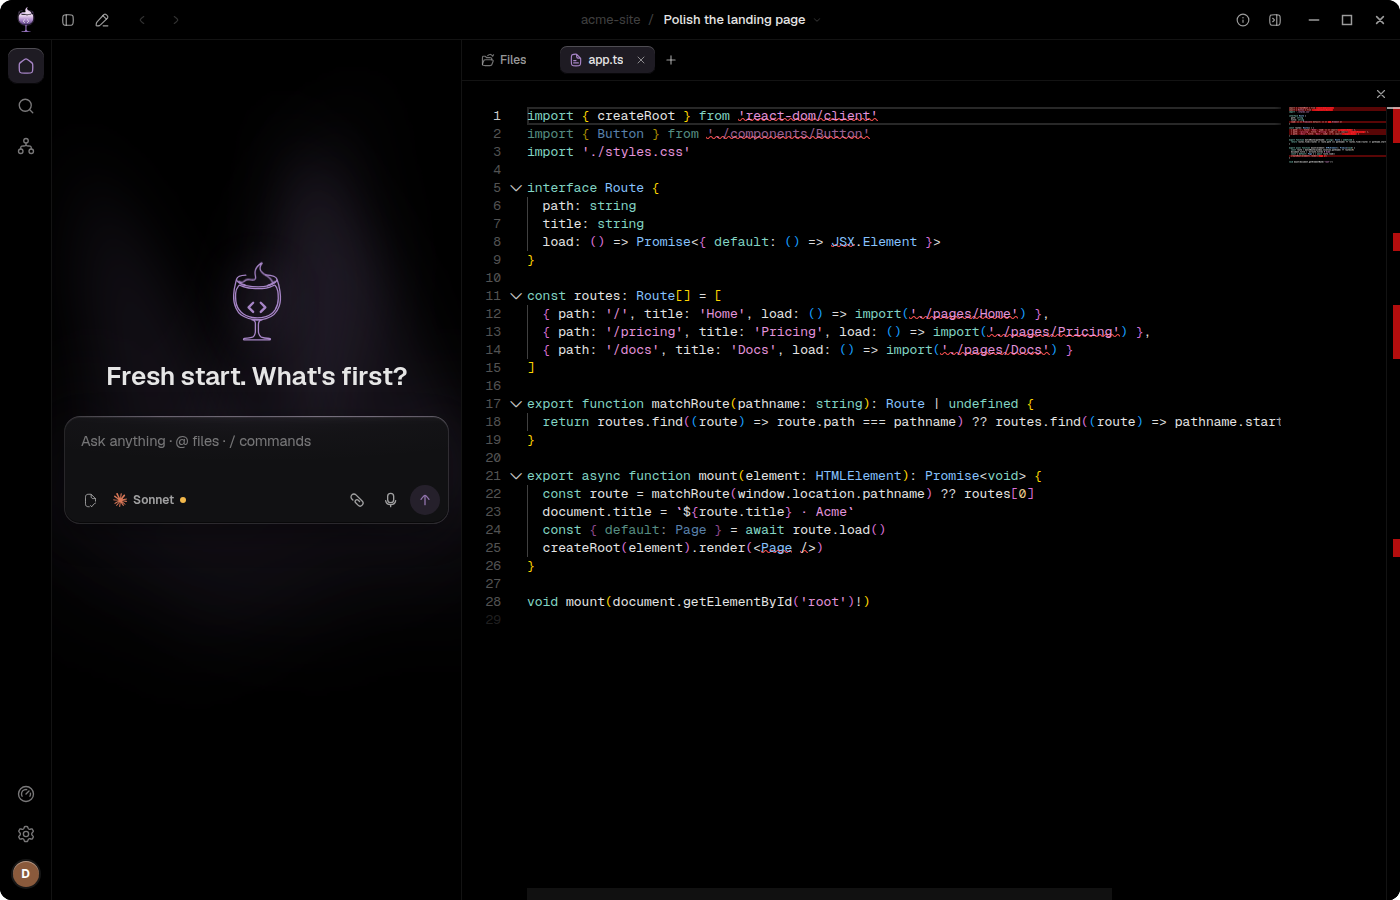 acme-site / Polish the landing page
Files
app.ts
Fresh start. What's first?
Ask anything · @ files · / commands
Sonnet
D
1 import { createRoot } from 'react-dom/client'
2 import { Button } from './components/Button'
3 import './styles.css'
4
5 interface Route {
6 path: string
7 title: string
8 load: () => Promise<{ default: () => JSX.Element }>
9 }
10
11 const routes: Route[] = [
12 { path: '/', title: 'Home', load: () => import('./pages/Home') },
13 { path: '/pricing', title: 'Pricing', load: () => import('./pages/Pricing') },
14 { path: '/docs', title: 'Docs', load: () => import('./pages/Docs') }
15 ]
16
17 export function matchRoute(pathname: string): Route | undefined {
18 return routes.find((route) => route.path === pathname) ?? routes.find((route) => pathname.start
19 }
20
21 export async function mount(element: HTMLElement): Promise<void> {
22 const route = matchRoute(window.location.pathname) ?? routes[0]
23 document.title = `${route.title} · Acme`
24 const { default: Page } = await route.load()
25 createRoot(element).render(<Page />)
26 }
27
28 void mount(document.getElementById('root')!)
29